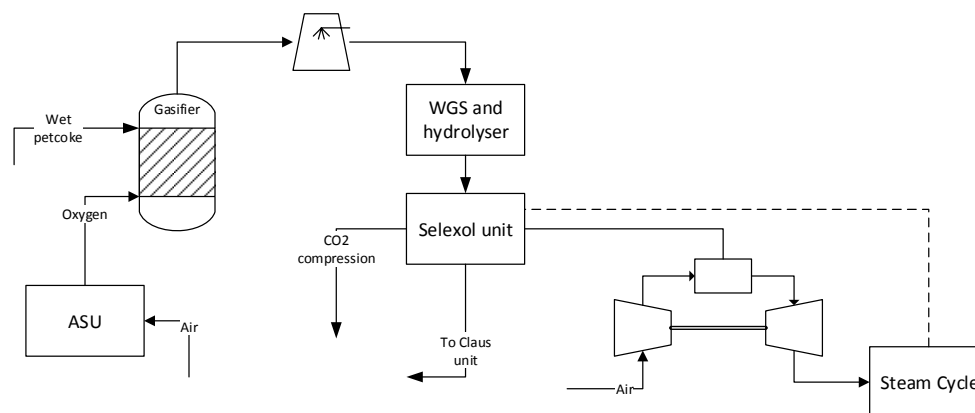 Gasifier
Wet
petcoke
WGS and
hydrolyser
Oxygen
Selexol unit
CO2
compression
ASU
Air
To Claus
unit
Air
Steam Cycle